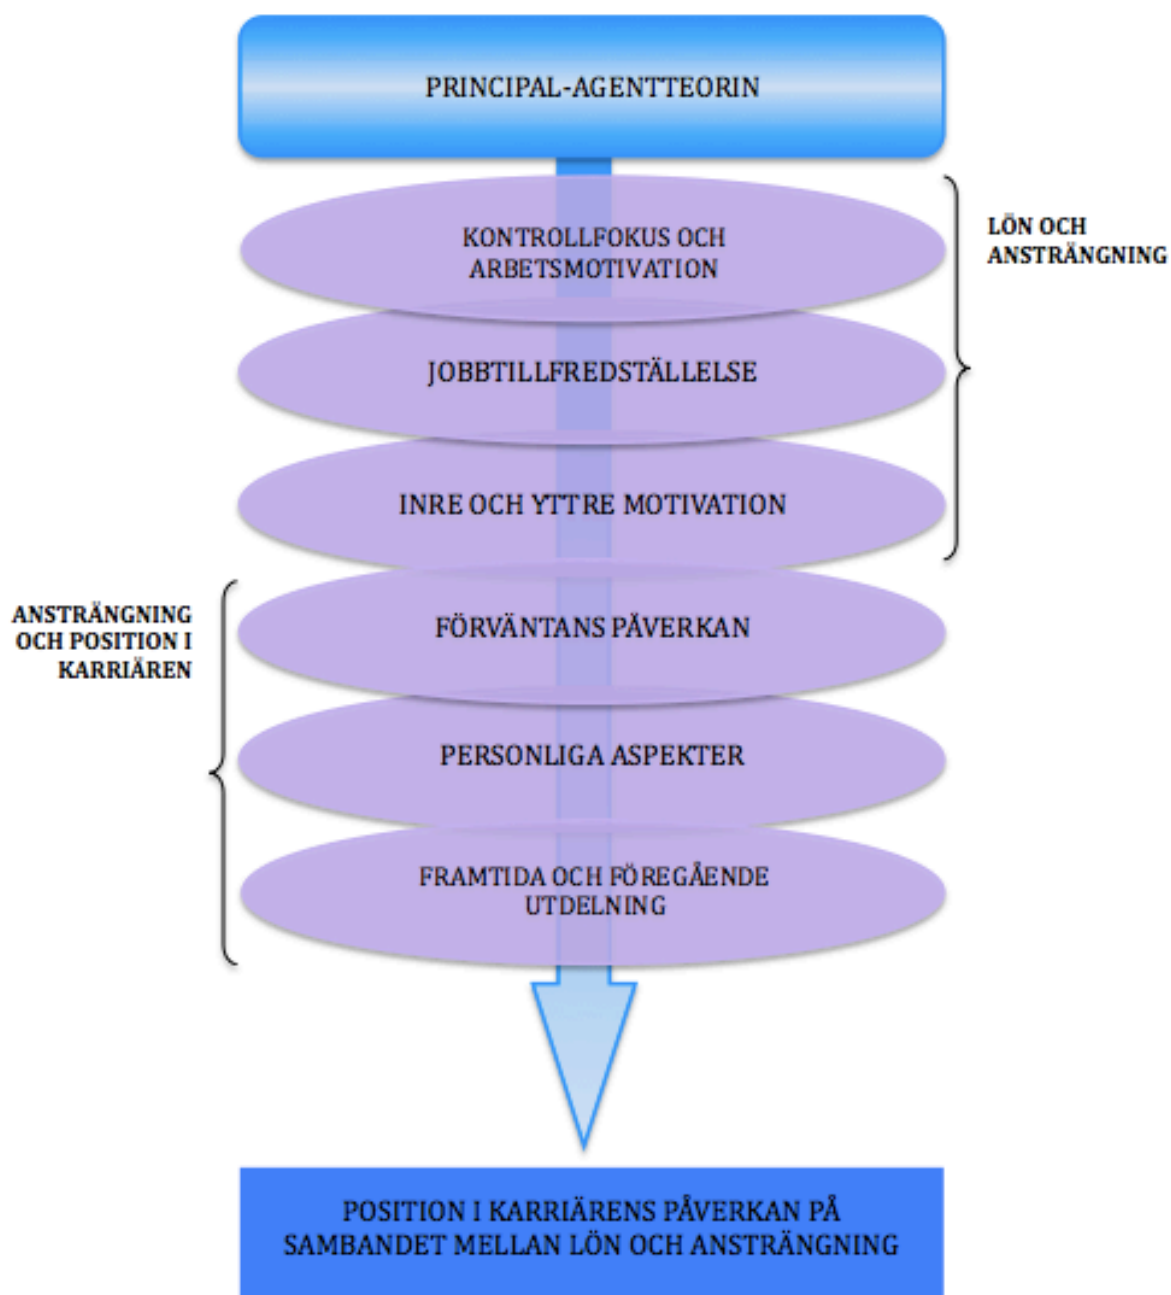 PRINCIPAL-AGENTTEORIN
KONTROLLFOKUS OCH
ARBETSMOTIVATION
LÖN OCH
ANSTRÄNGNING
JOBBTILLFREDSTÄLLELSE
INRE OCH YTTRE MOTIVATION
ANSTRÄNGNING
OCH POSITION I
KARRIÄREN
FÖRVÄNTANS PÅVERKAN
PERSONLIGA ASPEKTER
FRAMTIDA OCH FÖREGÅENDE
UTDELNING
POSITION I KARRIÄRENS PÅVERKAN PÅ
SAMBANDET MELLAN LÖN OCH ANSTRÄNGNING